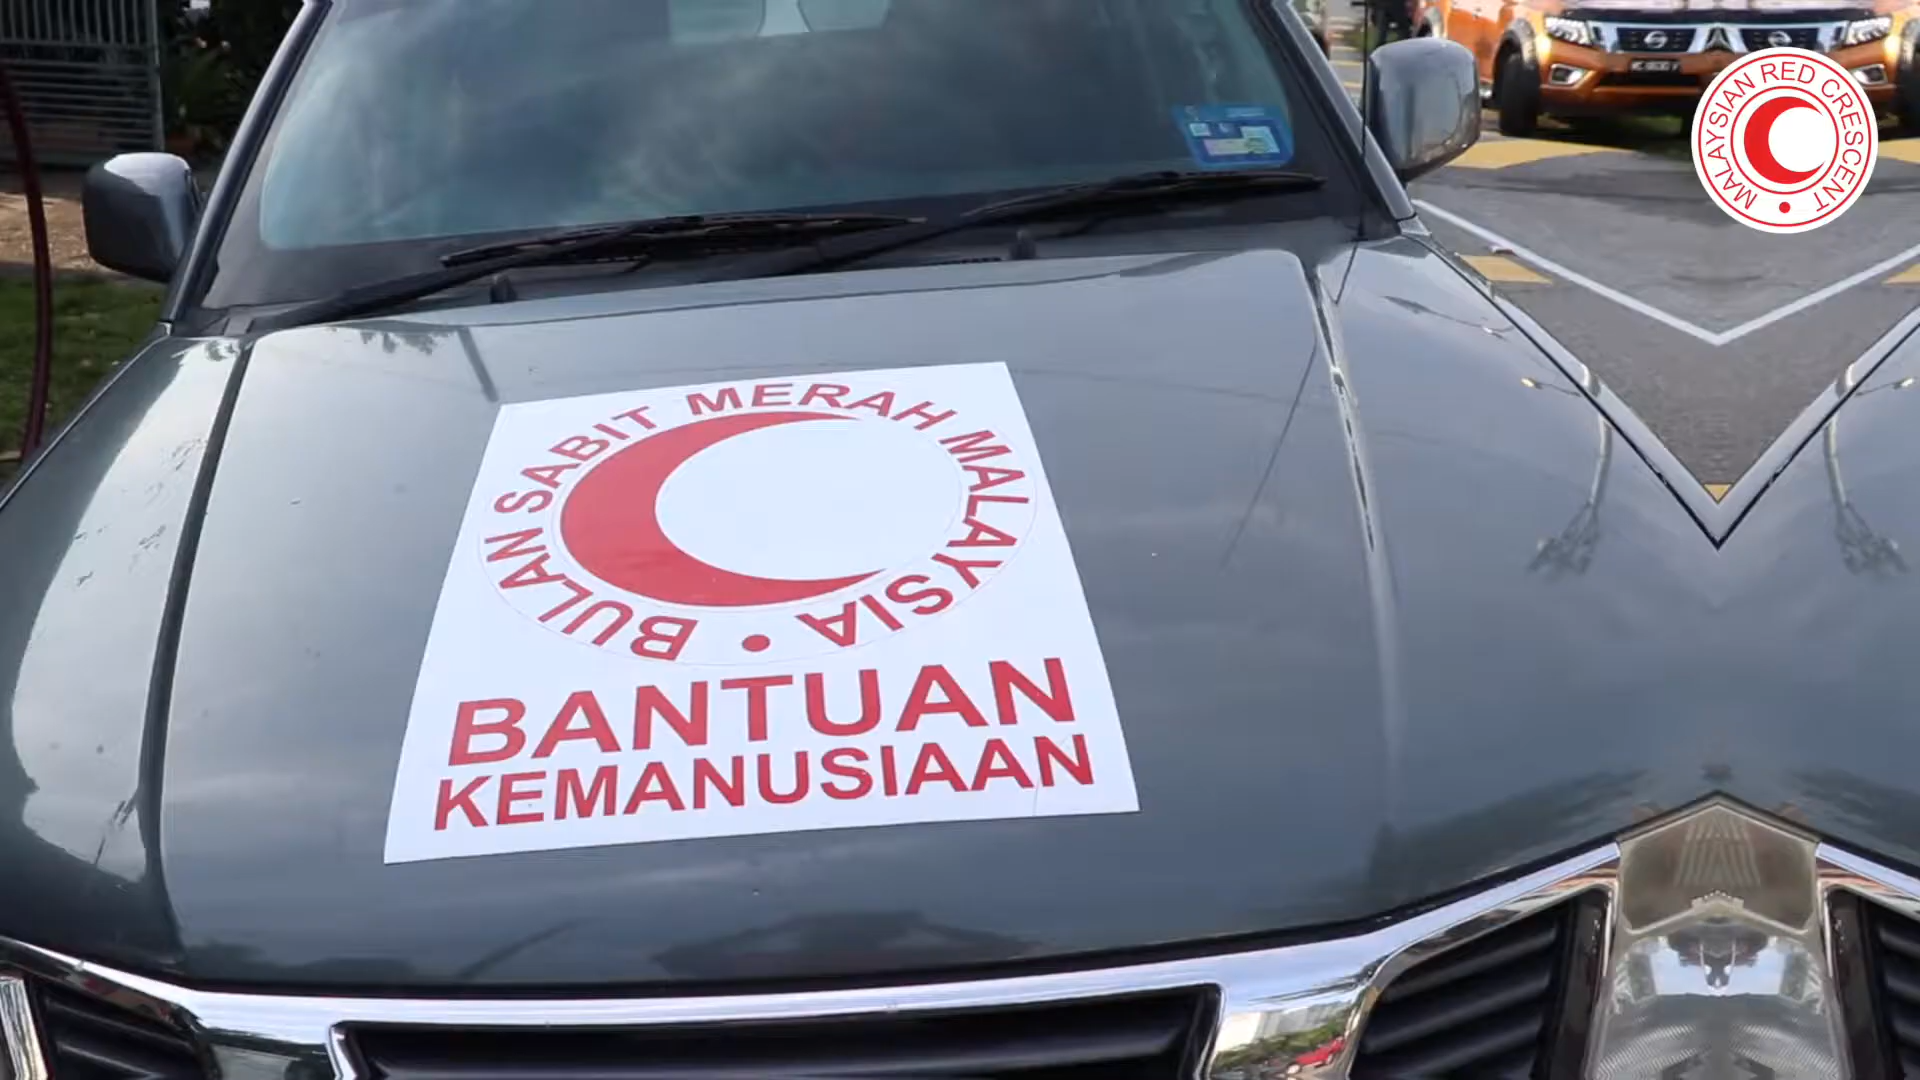 MALAYSIAN RED CRESCENT
BULAN SABIT MERAH MALAYSIA
BANTUAN
KEMANUSIAAN